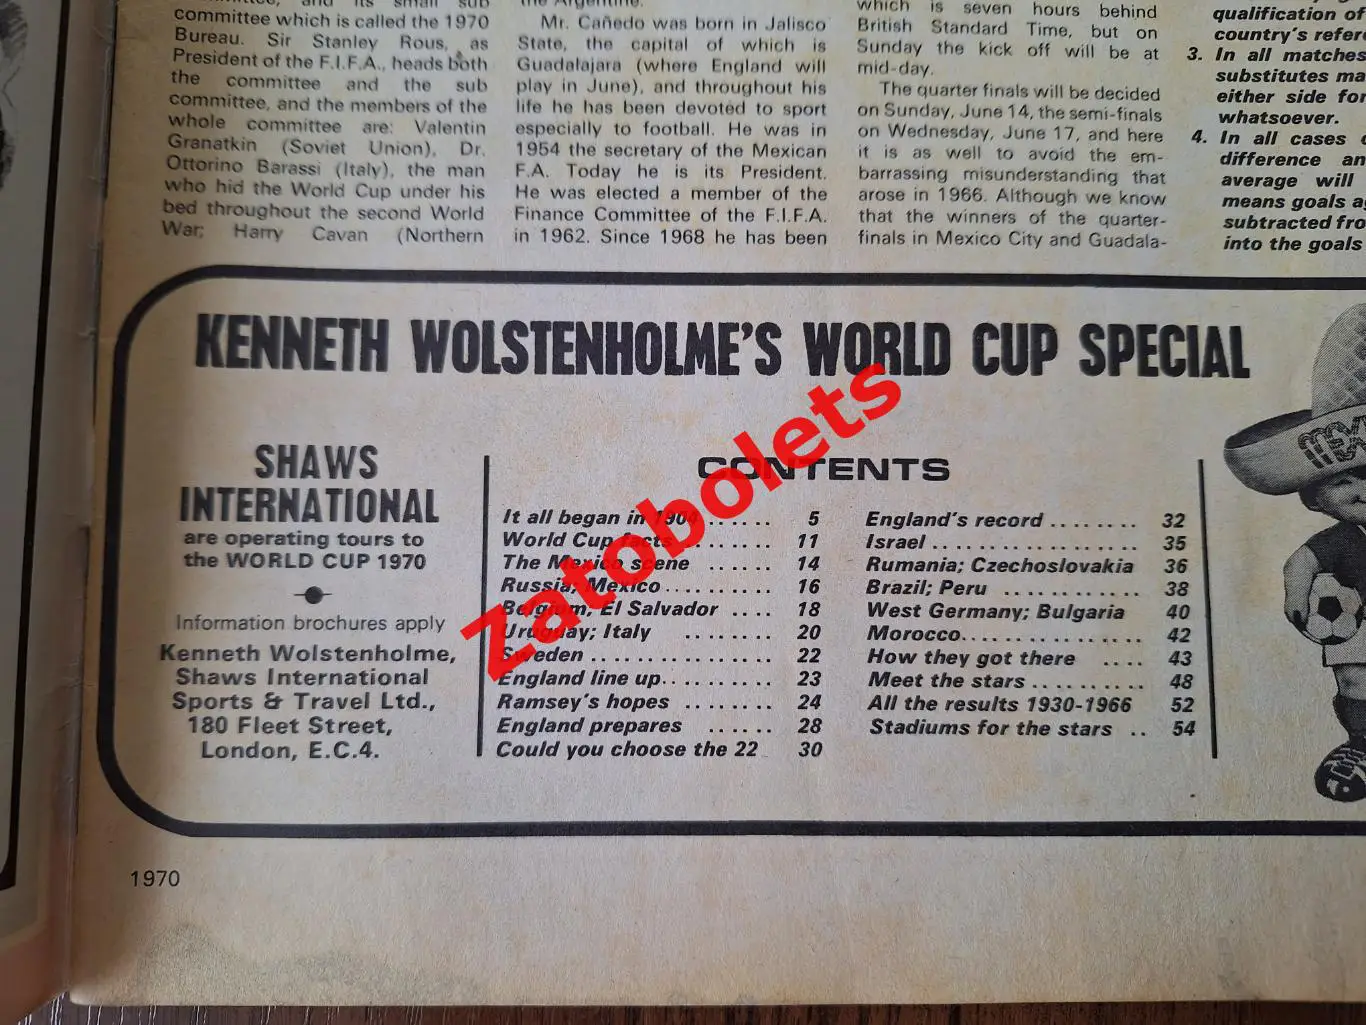 committee which is called the 1970
Bureau. Sir Stanley Rous, as
President of the F.I.F.A., heads both
the committee and the sub
committee, and the members of the
whole committee are: Valentin
Granatkin (Soviet Union), Dr.
Ottorino Barassi (Italy), the man
who hid the World Cup under his
bed throughout the second World
War; Harry Cavan (Northern
the Argentine.
Mr. Cañedo was born in Jalisco
State, the capital of which is
Guadalajara (where England will
play in June), and throughout his
life he has been devoted to sport
especially to football. He was in
1954 the secretary of the Mexican
F.A. Today he is its President.
He was elected a member of the
Finance Committee of the F.I.F.A.
in 1962. Since 1968 he has been
which is seven hours behind
British Standard Time, but on
Sunday the kick off will be at
mid-day.
The quarter finals will be decided
on Sunday, June 14, the semi-finals
on Wednesday, June 17, and here
it is as well to avoid the em-
barrassing misunderstanding that
arose in 1966. Although we know
that the winners of the quarter-
finals in Mexico City and Guadala-
qualification of
country's refer
3. In all matches
substitutes ma
either side for
whatsoever.
4. In all cases
difference an
average will
means goals ag
subtracted fro
into the goals
KENNETH WOLSTENHOLME'S WORLD CUP SPECIAL
SHAWS
INTERNATIONAL
are operating tours to
the WORLD CUP 1970
Information brochures apply
Kenneth Wolstenholme,
Shaws International
Sports & Travel Ltd.,
180 Fleet Street,
London, E.C.4.
CONTENTS
It all began in 1904 ...... 5
World Cup facts ........ 11
The Mexico scene ...... 14
Russia; Mexico .......... 16
Belgium; El Salvador .... 18
Uruguay; Italy ........ 20
Sweden ................ 22
England line up .......... 23
Ramsey's hopes ........ 24
England prepares ...... 28
Could you choose the 22 30
England's record ........ 32
Israel .................. 35
Rumania; Czechoslovakia 36
Brazil; Peru ............ 38
West Germany; Bulgaria 40
Morocco ................ 42
How they got there .... 43
Meet the stars .......... 48
All the results 1930-1966 52
Stadiums for the stars .. 54
Zatobolets
1970